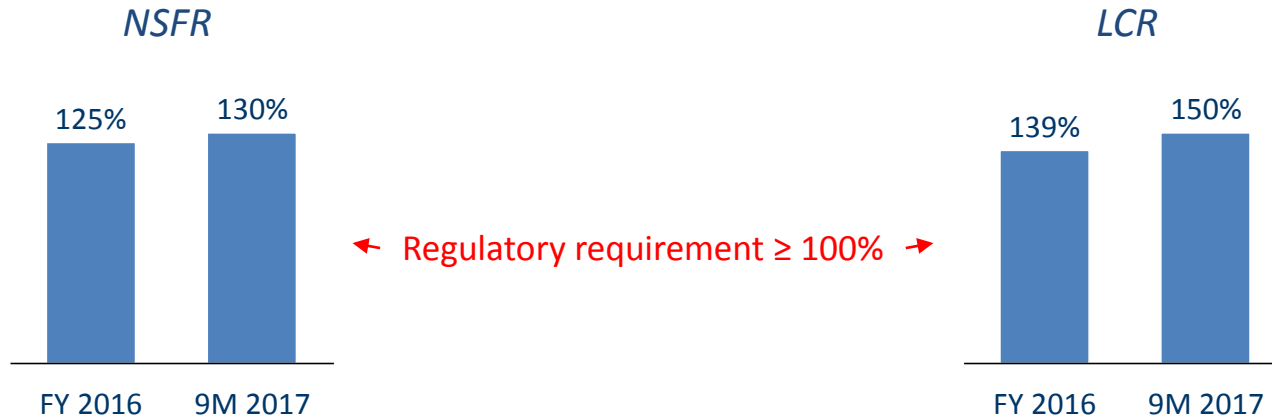 NSFR
125%
130%
FY 2016
9M 2017
Regulatory requirement ≥ 100%
LCR
139%
150%
FY 2016
9M 2017